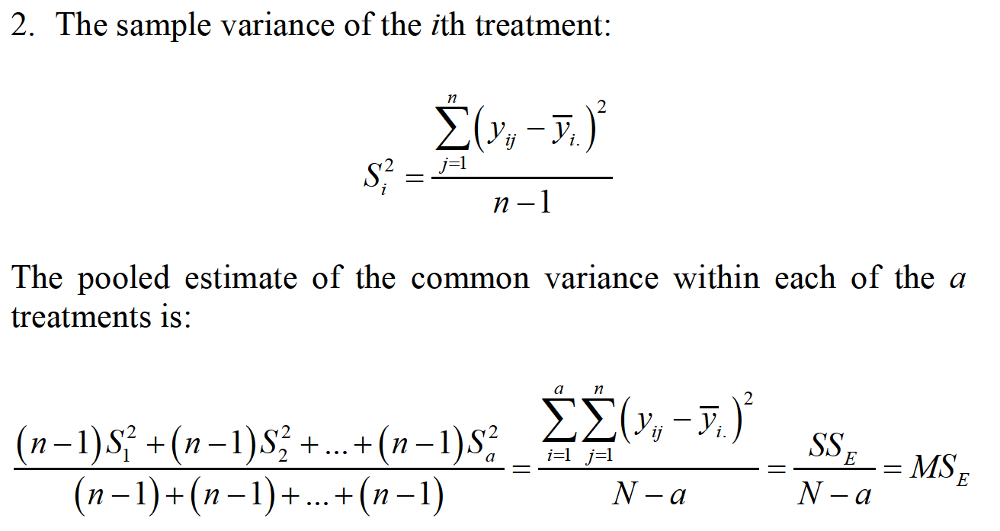 2. The sample variance of the ith treatment:
$S_i^2 = \frac{\sum_{j=1}^{n}\left(y_{ij} - \overline{y}_{i.}\right)^2}{n-1}$
The pooled estimate of the common variance within each of the a
treatments is:
$\frac{(n-1)S_1^2 + (n-1)S_2^2 + ... + (n-1)S_a^2}{(n-1) + (n-1) + ... + (n-1)} = \frac{\sum_{i=1}^{a}\sum_{j=1}^{n}\left(y_{ij} - \overline{y}_{i.}\right)^2}{N-a} = \frac{SS_E}{N-a} = MS_E$